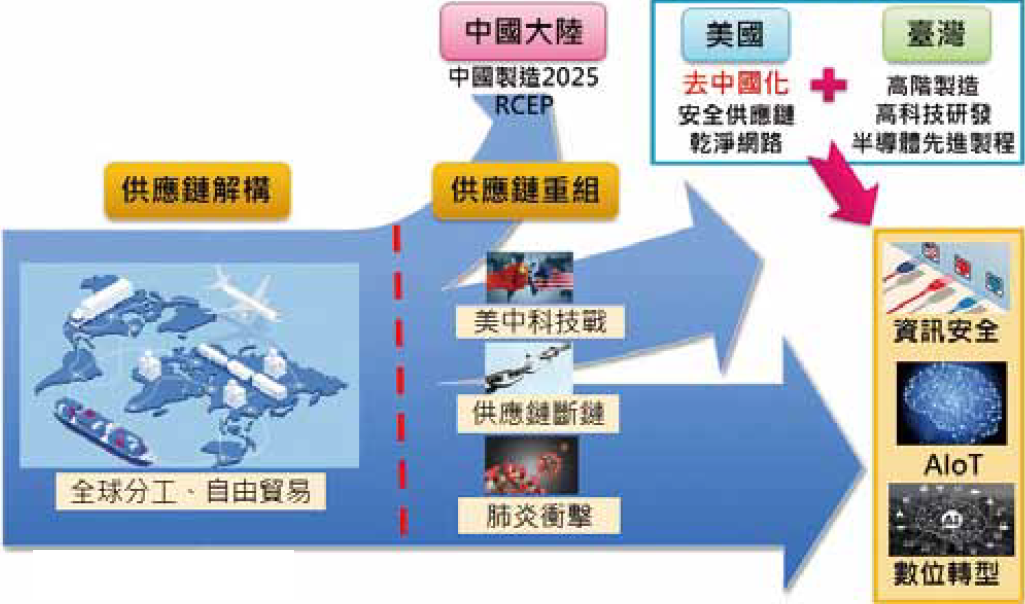 中國大陸
中國製造2025
RCEP
美國
去中國化
安全供應鏈
乾淨網路
臺灣
高階製造
高科技研發
半導體先進製程
供應鏈解構
供應鏈重組
全球分工、自由貿易
美中科技戰
供應鏈斷鏈
肺炎衝擊
資訊安全
AIoT
AI
數位轉型